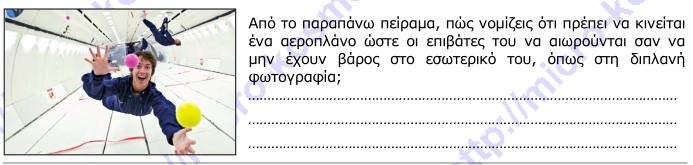 Από το παραπάνω πείραμα, πώς νομίζεις ότι πρέπει να κινείται
ένα αεροπλάνο ώστε οι επιβάτες του να αιωρούνται σαν να
μην έχουν βάρος στο εσωτερικό του, όπως στη διπλανή
φωτογραφία;